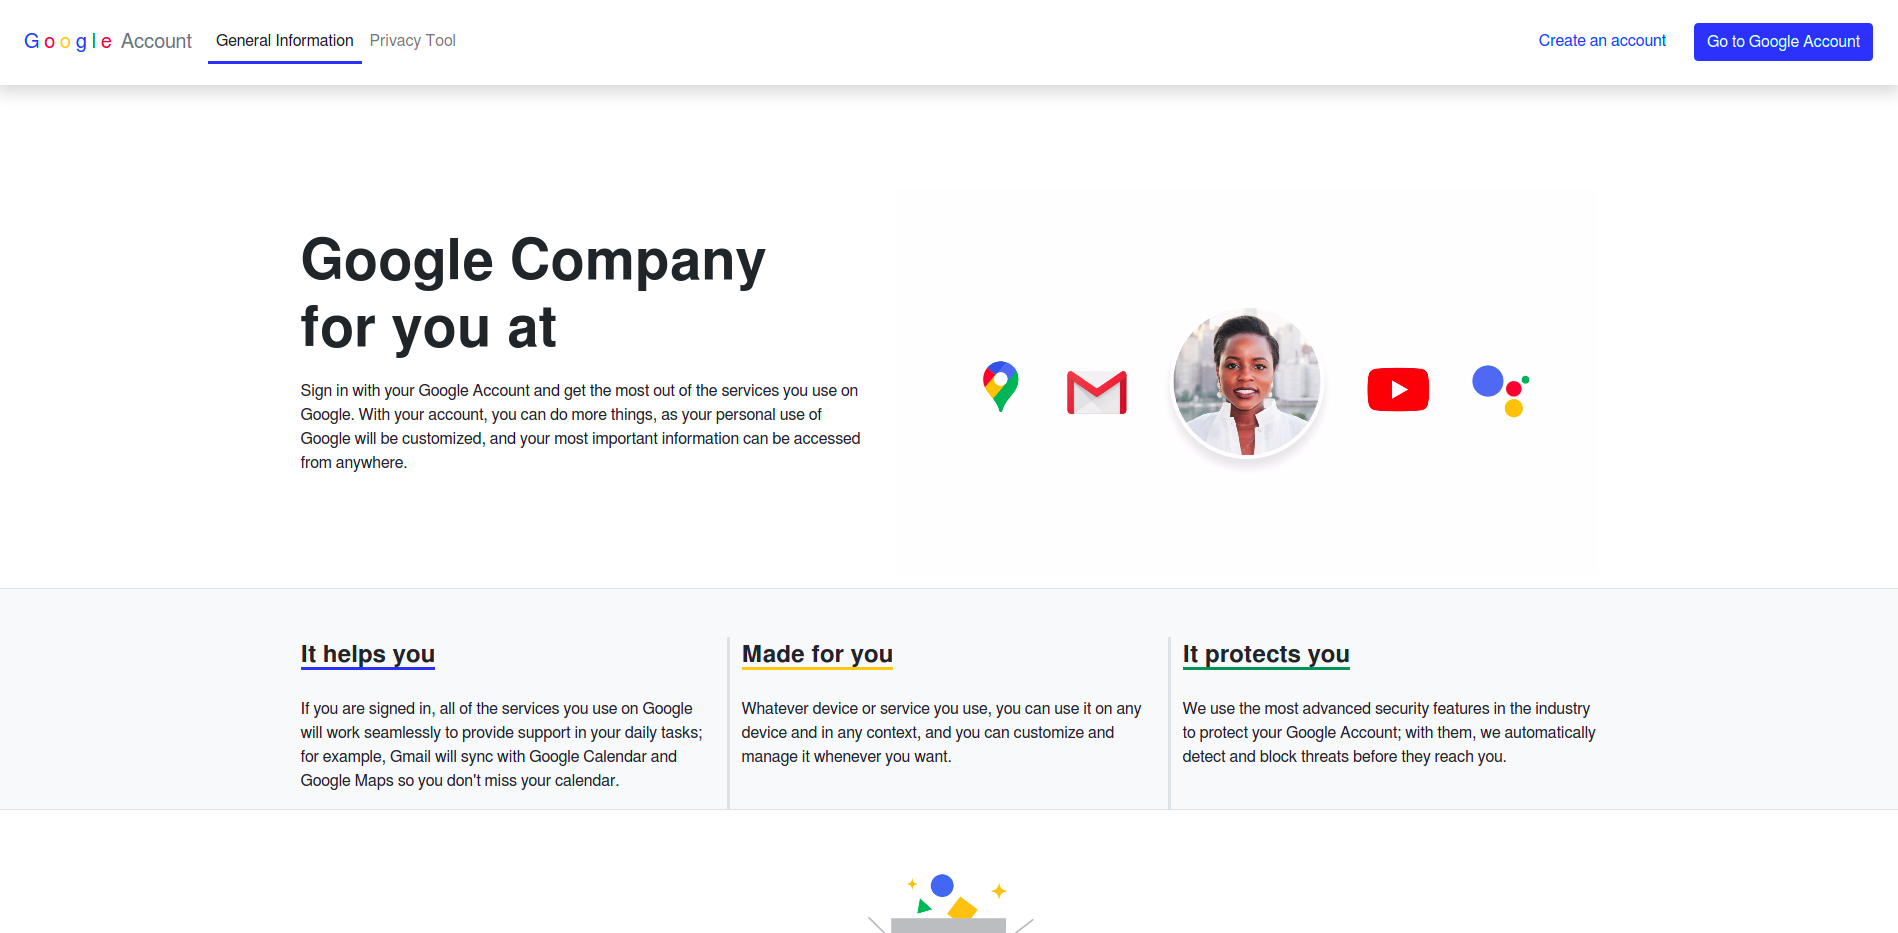 Google Account General Information Privacy Tool Create an account Go to Google Account
Google Company
for you at
Sign in with your Google Account and get the most out of the services you use on
Google. With your account, you can do more things, as your personal use of
Google will be customized, and your most important information can be accessed
from anywhere.
It helps you
If you are signed in, all of the services you use on Google
will work seamlessly to provide support in your daily tasks;
for example, Gmail will sync with Google Calendar and
Google Maps so you don't miss your calendar.
Made for you
Whatever device or service you use, you can use it on any
device and in any context, and you can customize and
manage it whenever you want.
It protects you
We use the most advanced security features in the industry
to protect your Google Account; with them, we automatically
detect and block threats before they reach you.